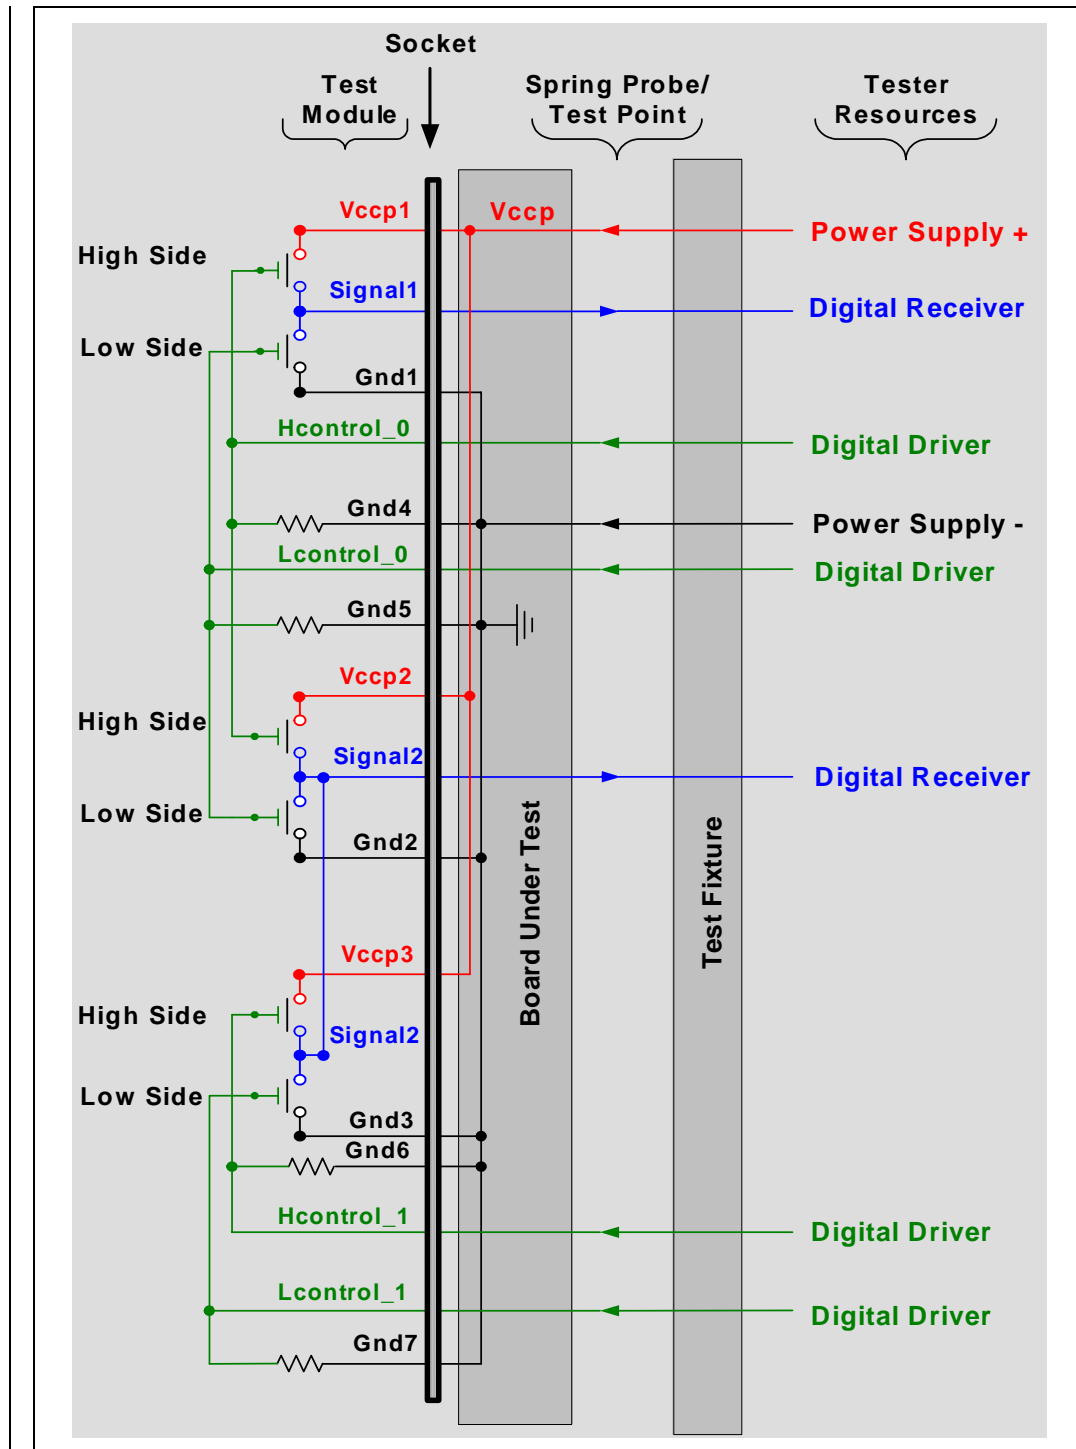 Socket
Test
Module
Spring Probe/
Test Point
Tester
Resources
Vccp1
Vccp
Power Supply +
High Side
Signal1
Digital Receiver
Low Side
Gnd1
Hcontrol_0
Digital Driver
Gnd4
Power Supply -
Lcontrol_0
Digital Driver
Gnd5
Vccp2
High Side
Signal2
Digital Receiver
Low Side
Gnd2
Board Under Test
Test Fixture
Vccp3
High Side
Signal2
Low Side
Gnd3
Gnd6
Hcontrol_1
Digital Driver
Lcontrol_1
Digital Driver
Gnd7